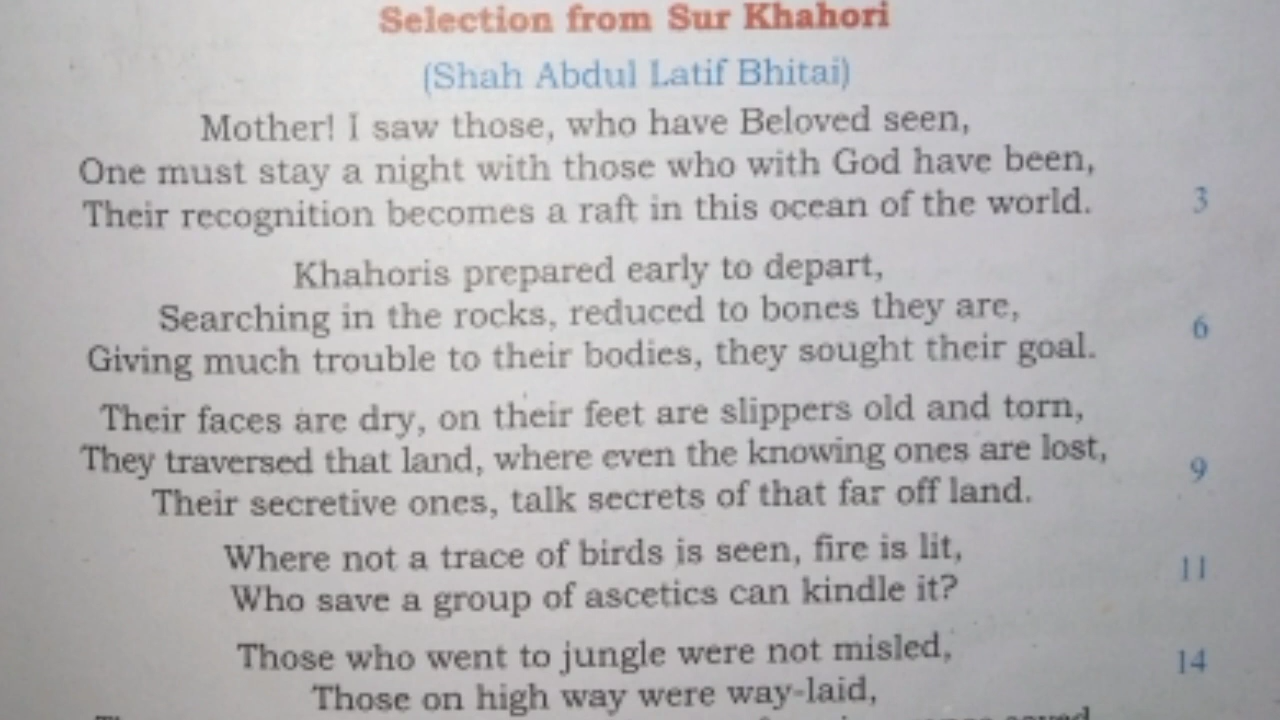 Selection from Sur Khahori
(Shah Abdul Latif Bhitai)
Mother! I saw those, who have Beloved seen,
One must stay a night with those who with God have been,
Their recognition becomes a raft in this ocean of the world. 3
Khahoris prepared early to depart,
Searching in the rocks, reduced to bones they are, 6
Giving much trouble to their bodies, they sought their goal.
Their faces are dry, on their feet are slippers old and torn,
They traversed that land, where even the knowing ones are lost, 9
Their secretive ones, talk secrets of that far off land.
Where not a trace of birds is seen, fire is lit, 11
Who save a group of ascetics can kindle it?
Those who went to jungle were not misled, 14
Those on high way were way-laid,